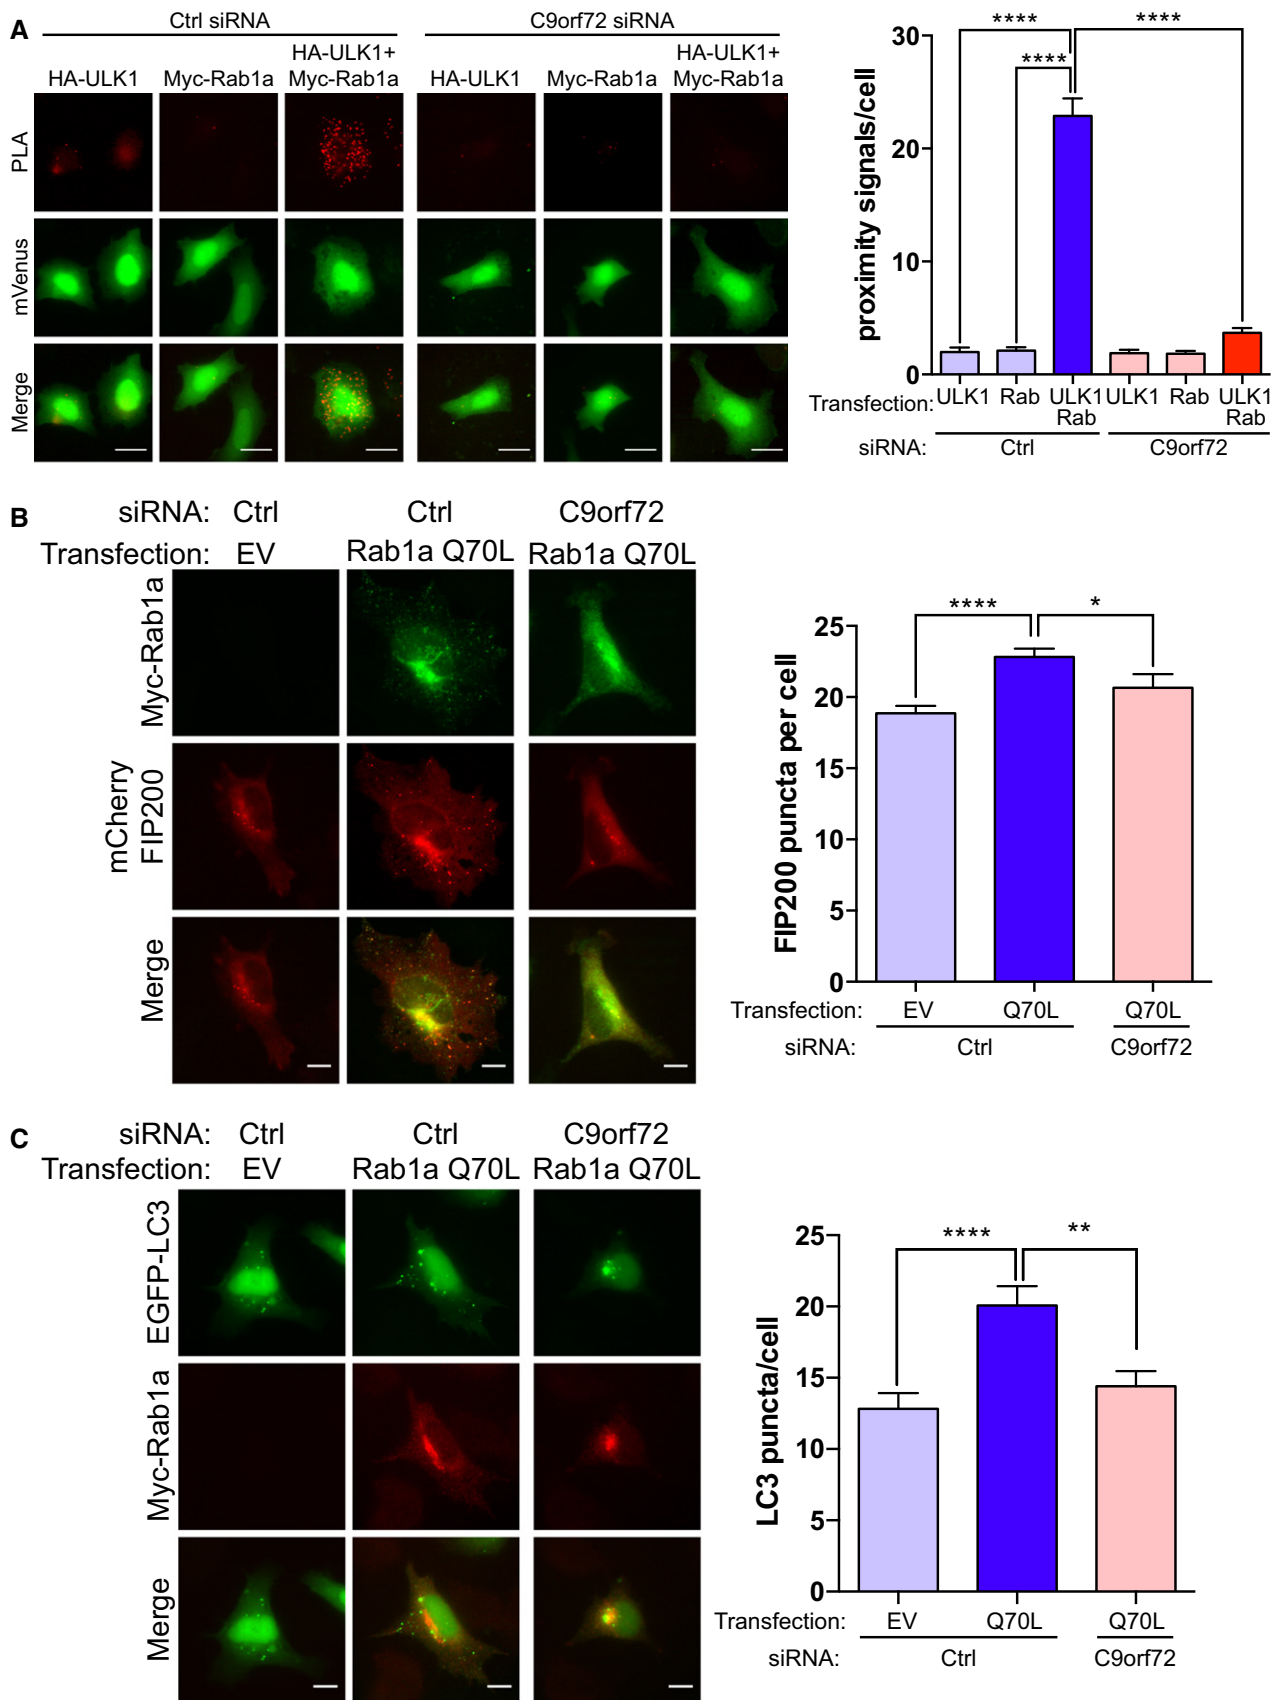 A
Ctrl siRNA
C9orf72 siRNA
HA-ULK1
Myc-Rab1a
HA-ULK1+
Myc-Rab1a
HA-ULK1
Myc-Rab1a
HA-ULK1+
Myc-Rab1a
PLA
mVenus
Merge
proximity signals/cell
30
20
10
0
****
****
****
Transfection:
ULK1
Rab
ULK1
Rab
ULK1
Rab
ULK1
Rab
siRNA:
Ctrl
C9orf72
B
siRNA: Ctrl Ctrl C9orf72
Transfection: EV Rab1a Q70L Rab1a Q70L
Myc-Rab1a
mCherry
FIP200
Merge
FIP200 puncta per cell
25
20
15
10
5
0
****
*
Transfection: EV Q70L Q70L
siRNA: Ctrl C9orf72
C
siRNA: Ctrl Ctrl C9orf72
Transfection: EV Rab1a Q70L Rab1a Q70L
EGFP-LC3
Myc-Rab1a
Merge
LC3 puncta/cell
25
20
15
10
5
0
****
**
Transfection: EV Q70L Q70L
siRNA: Ctrl C9orf72